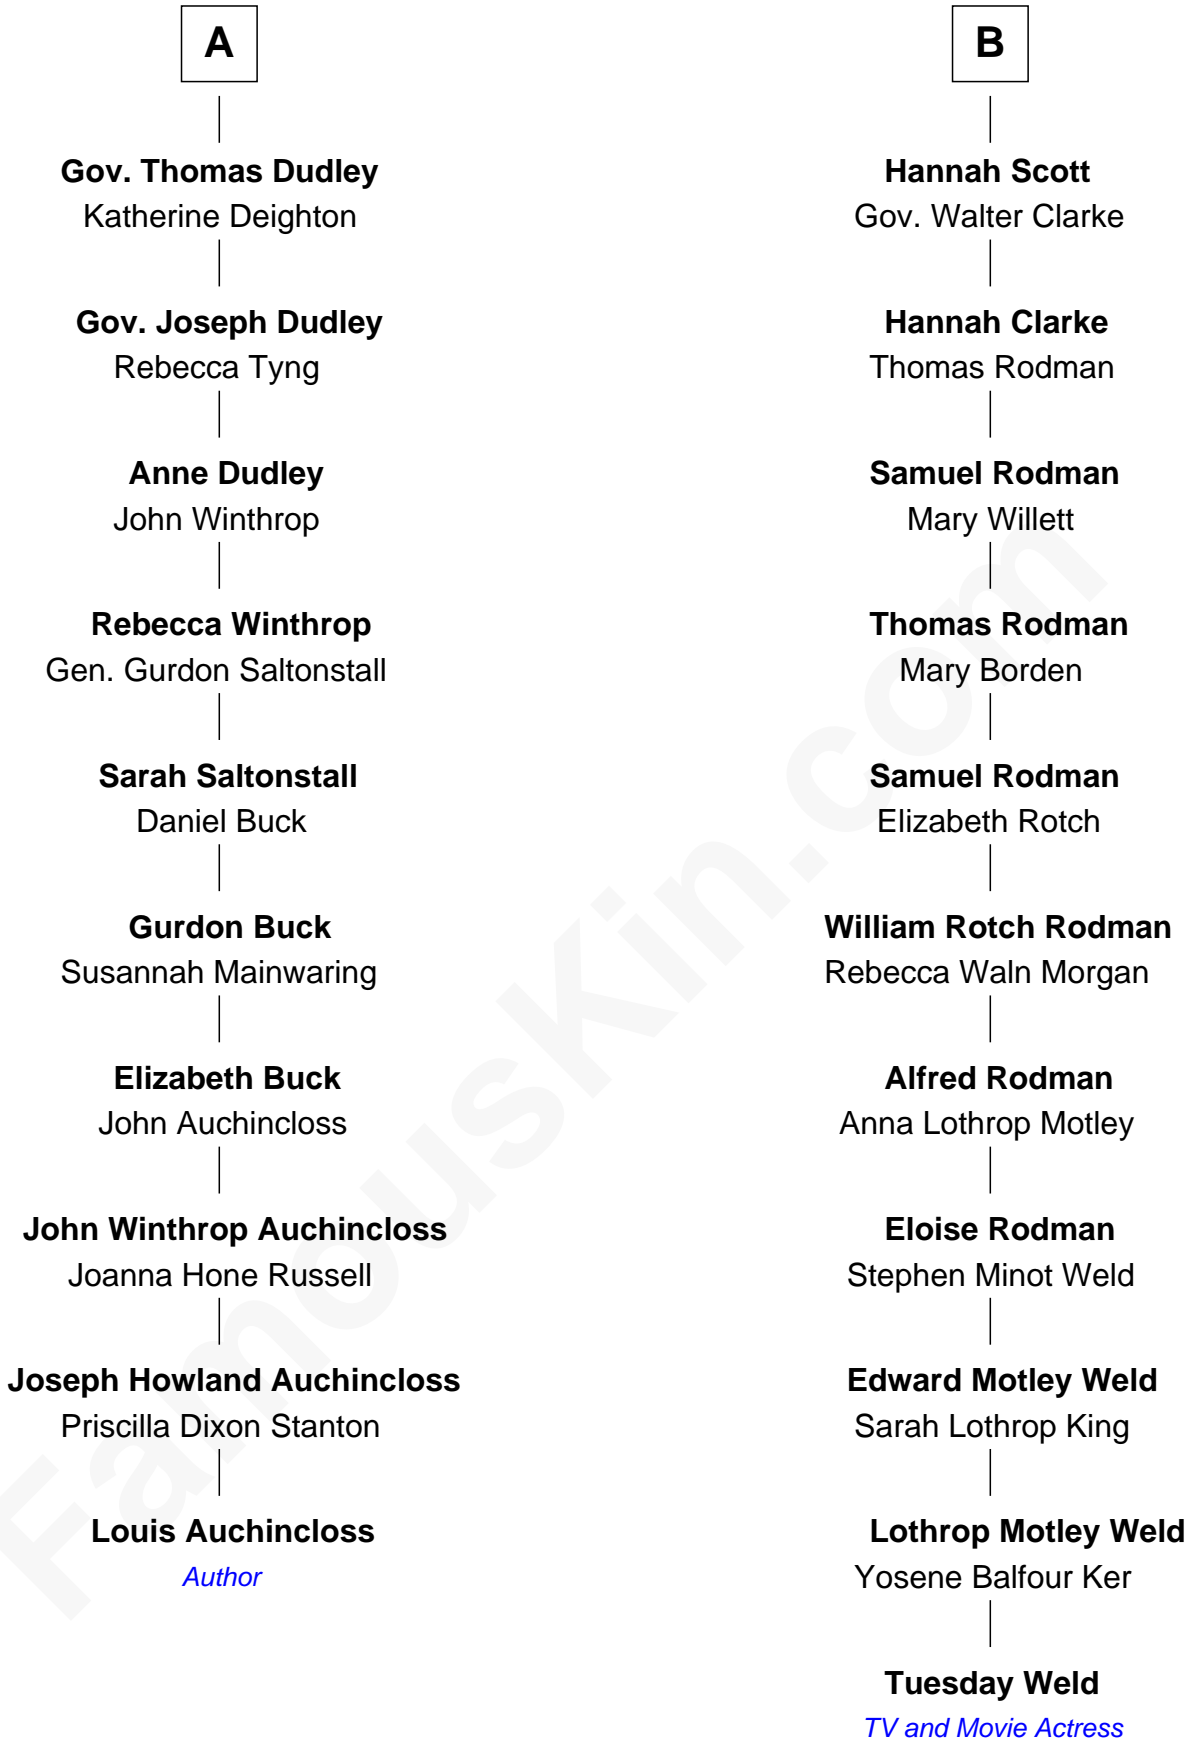 A
Gov. Thomas Dudley
Katherine Deighton
Gov. Joseph Dudley
Rebecca Tyng
Anne Dudley
John Winthrop
Rebecca Winthrop
Gen. Gurdon Saltonstall
Sarah Saltonstall
Daniel Buck
Gurdon Buck
Susannah Mainwaring
Elizabeth Buck
John Auchincloss
John Winthrop Auchincloss
Joanna Hone Russell
Joseph Howland Auchincloss
Priscilla Dixon Stanton
Louis Auchincloss
Author
B
Hannah Scott
Gov. Walter Clarke
Hannah Clarke
Thomas Rodman
Samuel Rodman
Mary Willett
Thomas Rodman
Mary Borden
Samuel Rodman
Elizabeth Rotch
William Rotch Rodman
Rebecca Waln Morgan
Alfred Rodman
Anna Lothrop Motley
Eloise Rodman
Stephen Minot Weld
Edward Motley Weld
Sarah Lothrop King
Lothrop Motley Weld
Yosene Balfour Ker
Tuesday Weld
TV and Movie Actress
FamousKin.com